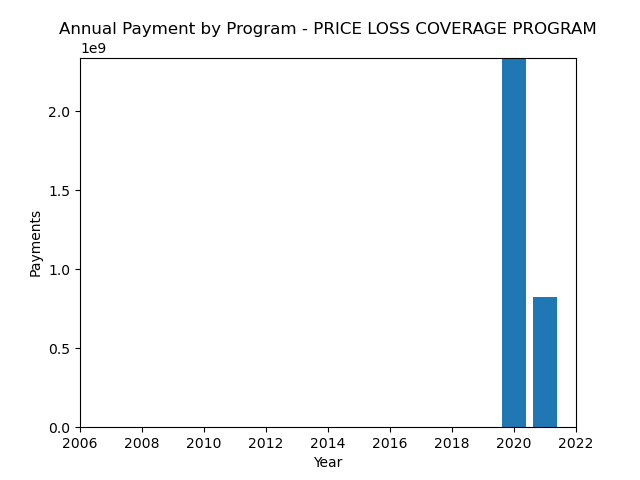 Annual Payment by Program - PRICE LOSS COVERAGE PROGRAM
1e9
2.0
1.5
1.0
0.5
0.0
Payments
2006 2008 2010 2012 2014 2016 2018 2020 2022
Year